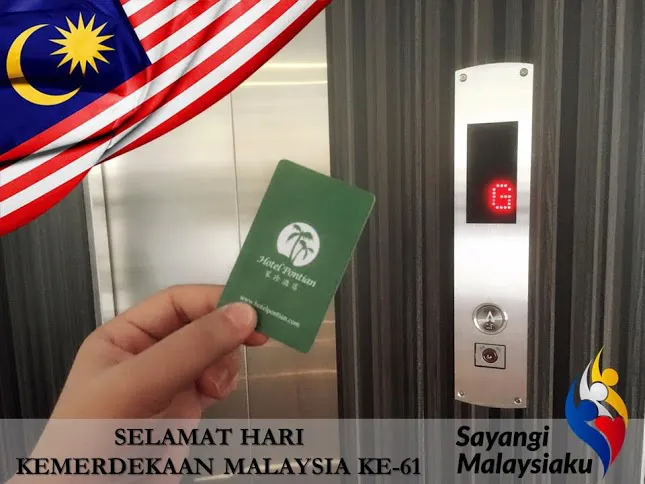 G
Hotel Pontian
www.hotelpontian.com
SELAMAT HARI
KEMERDEKAAN MALAYSIA KE-61
Sayangi
Malaysiaku